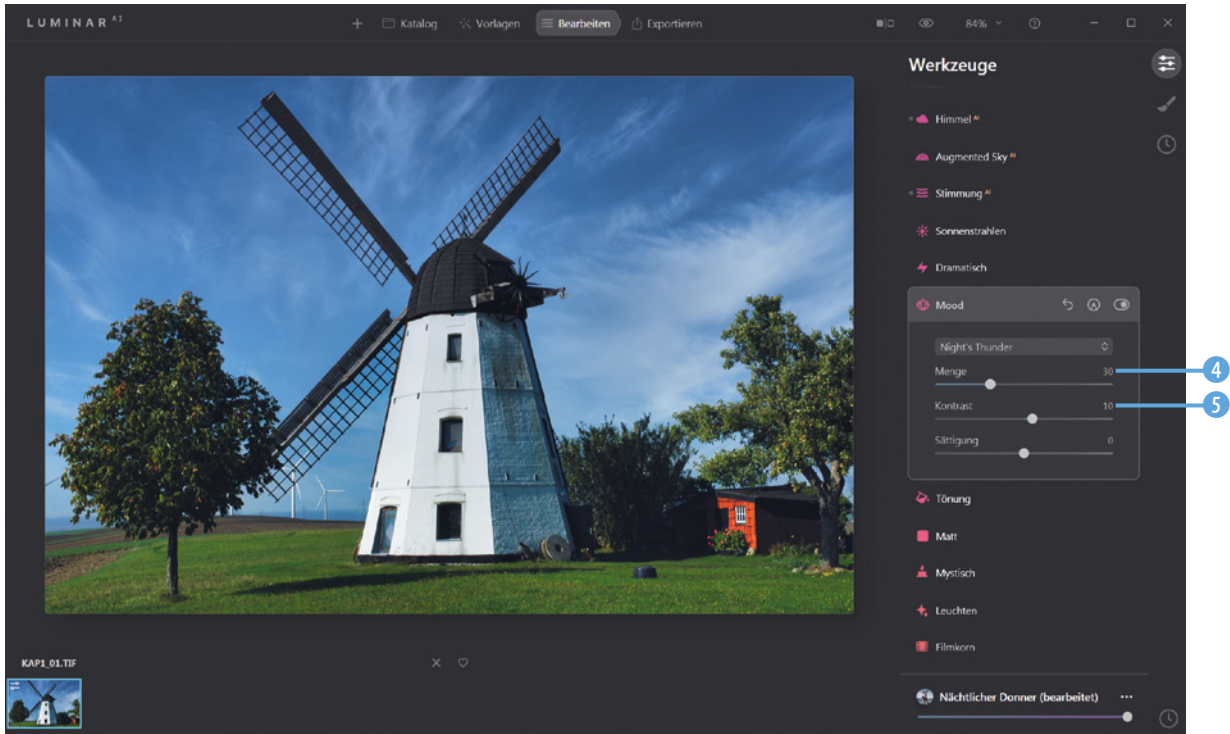 LUMINAR AI
Katalog Vorlagen Bearbeiten Exportieren 84%
Werkzeuge
Himmel AI
Augmented Sky AI
Stimmung AI
Sonnenstrahlen
Dramatisch
Mood
Night's Thunder
Menge 30
4
Kontrast 10
5
Sättigung 0
Tönung
Matt
Mystisch
Leuchten
Filmkorn
KAP1_01.TIF
Nächtlicher Donner (bearbeitet)